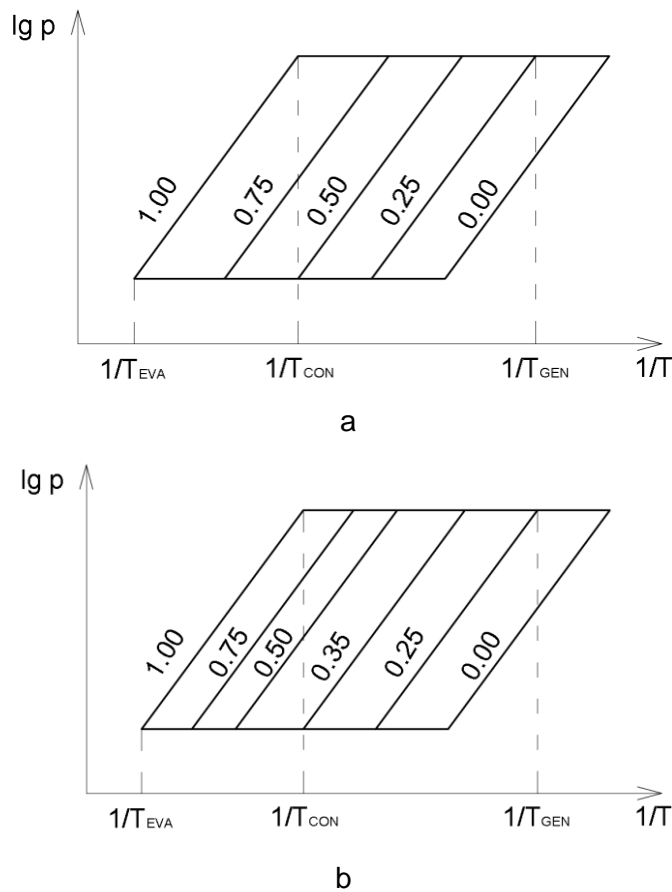 lg p
1.00
0.75
0.50
0.25
0.00
1/TEVA
1/TCON
1/TGEN
1/T
a
lg p
1.00
0.75
0.50
0.35
0.25
0.00
1/TEVA
1/TCON
1/TGEN
1/T
b